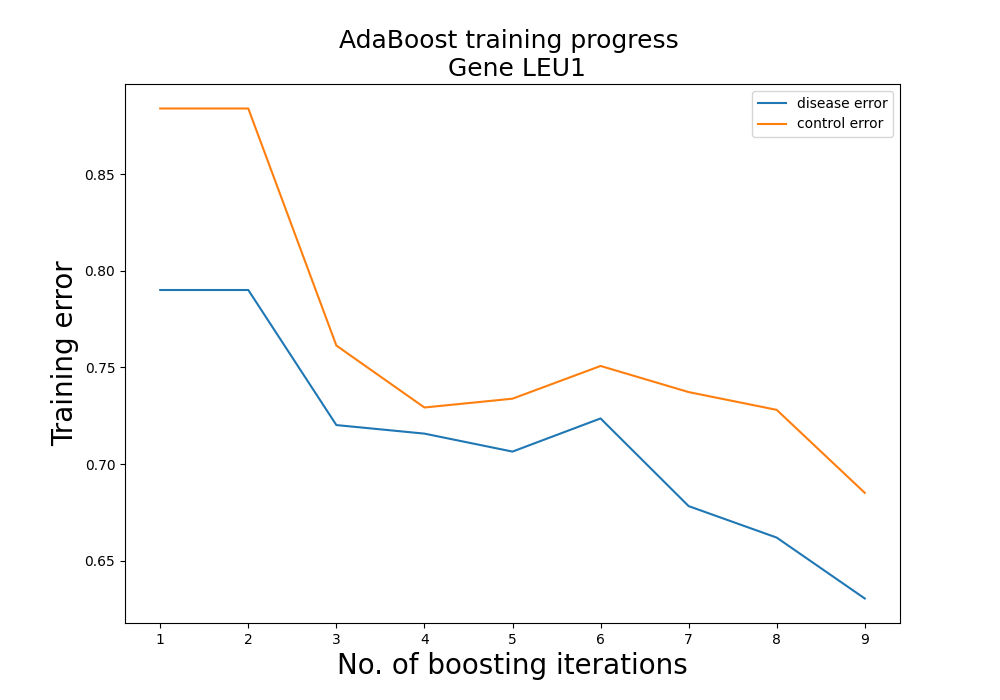 AdaBoost training progress
Gene LEU1
disease error
control error
Training error
0.85
0.80
0.75
0.70
0.65
1 2 3 4 5 6 7 8 9
No. of boosting iterations